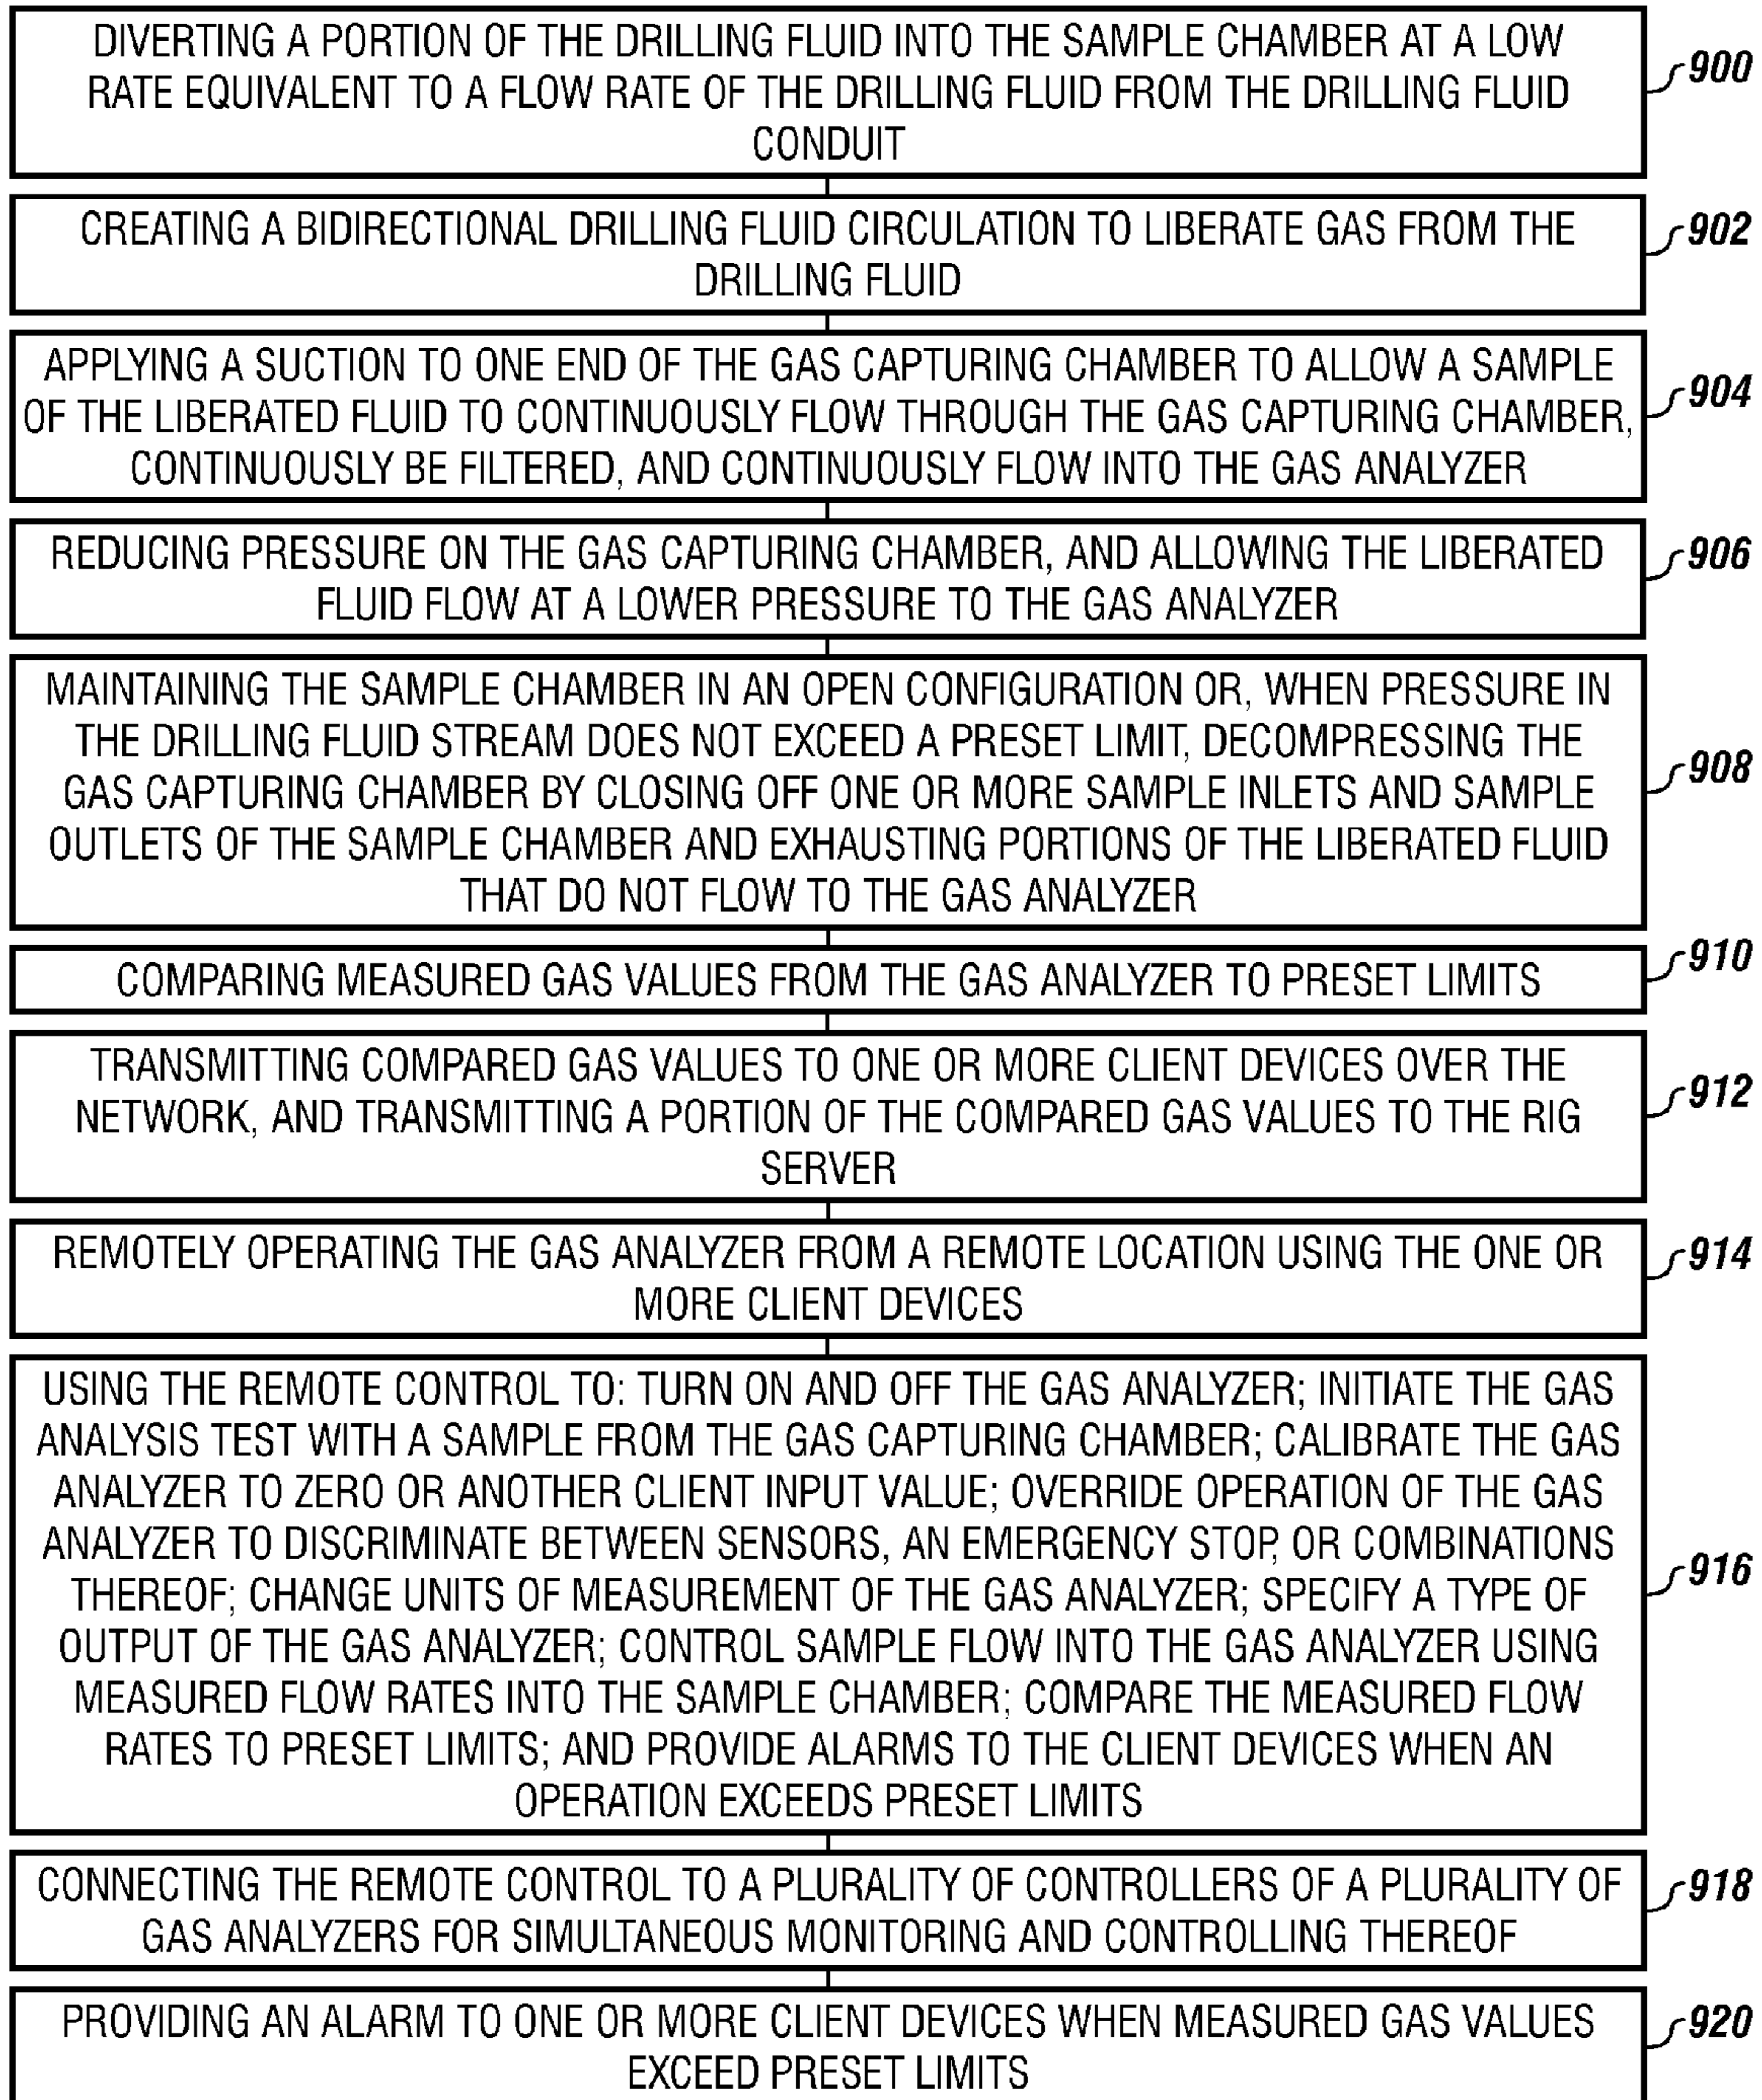 DIVERTING A PORTION OF THE DRILLING FLUID INTO THE SAMPLE CHAMBER AT A LOW
RATE EQUIVALENT TO A FLOW RATE OF THE DRILLING FLUID FROM THE DRILLING FLUID
CONDUIT
900
CREATING A BIDIRECTIONAL DRILLING FLUID CIRCULATION TO LIBERATE GAS FROM THE
DRILLING FLUID
902
APPLYING A SUCTION TO ONE END OF THE GAS CAPTURING CHAMBER TO ALLOW A SAMPLE
OF THE LIBERATED FLUID TO CONTINUOUSLY FLOW THROUGH THE GAS CAPTURING CHAMBER,
CONTINUOUSLY BE FILTERED, AND CONTINUOUSLY FLOW INTO THE GAS ANALYZER
904
REDUCING PRESSURE ON THE GAS CAPTURING CHAMBER, AND ALLOWING THE LIBERATED
FLUID FLOW AT A LOWER PRESSURE TO THE GAS ANALYZER
906
MAINTAINING THE SAMPLE CHAMBER IN AN OPEN CONFIGURATION OR, WHEN PRESSURE IN
THE DRILLING FLUID STREAM DOES NOT EXCEED A PRESET LIMIT, DECOMPRESSING THE
GAS CAPTURING CHAMBER BY CLOSING OFF ONE OR MORE SAMPLE INLETS AND SAMPLE
OUTLETS OF THE SAMPLE CHAMBER AND EXHAUSTING PORTIONS OF THE LIBERATED FLUID
THAT DO NOT FLOW TO THE GAS ANALYZER
908
COMPARING MEASURED GAS VALUES FROM THE GAS ANALYZER TO PRESET LIMITS
910
TRANSMITTING COMPARED GAS VALUES TO ONE OR MORE CLIENT DEVICES OVER THE
NETWORK, AND TRANSMITTING A PORTION OF THE COMPARED GAS VALUES TO THE RIG
SERVER
912
REMOTELY OPERATING THE GAS ANALYZER FROM A REMOTE LOCATION USING THE ONE OR
MORE CLIENT DEVICES
914
USING THE REMOTE CONTROL TO: TURN ON AND OFF THE GAS ANALYZER; INITIATE THE GAS
ANALYSIS TEST WITH A SAMPLE FROM THE GAS CAPTURING CHAMBER; CALIBRATE THE GAS
ANALYZER TO ZERO OR ANOTHER CLIENT INPUT VALUE; OVERRIDE OPERATION OF THE GAS
ANALYZER TO DISCRIMINATE BETWEEN SENSORS, AN EMERGENCY STOP, OR COMBINATIONS
THEREOF; CHANGE UNITS OF MEASUREMENT OF THE GAS ANALYZER; SPECIFY A TYPE OF
OUTPUT OF THE GAS ANALYZER; CONTROL SAMPLE FLOW INTO THE GAS ANALYZER USING
MEASURED FLOW RATES INTO THE SAMPLE CHAMBER; COMPARE THE MEASURED FLOW
RATES TO PRESET LIMITS; AND PROVIDE ALARMS TO THE CLIENT DEVICES WHEN AN
OPERATION EXCEEDS PRESET LIMITS
916
CONNECTING THE REMOTE CONTROL TO A PLURALITY OF CONTROLLERS OF A PLURALITY OF
GAS ANALYZERS FOR SIMULTANEOUS MONITORING AND CONTROLLING THEREOF
918
PROVIDING AN ALARM TO ONE OR MORE CLIENT DEVICES WHEN MEASURED GAS VALUES
EXCEED PRESET LIMITS
920